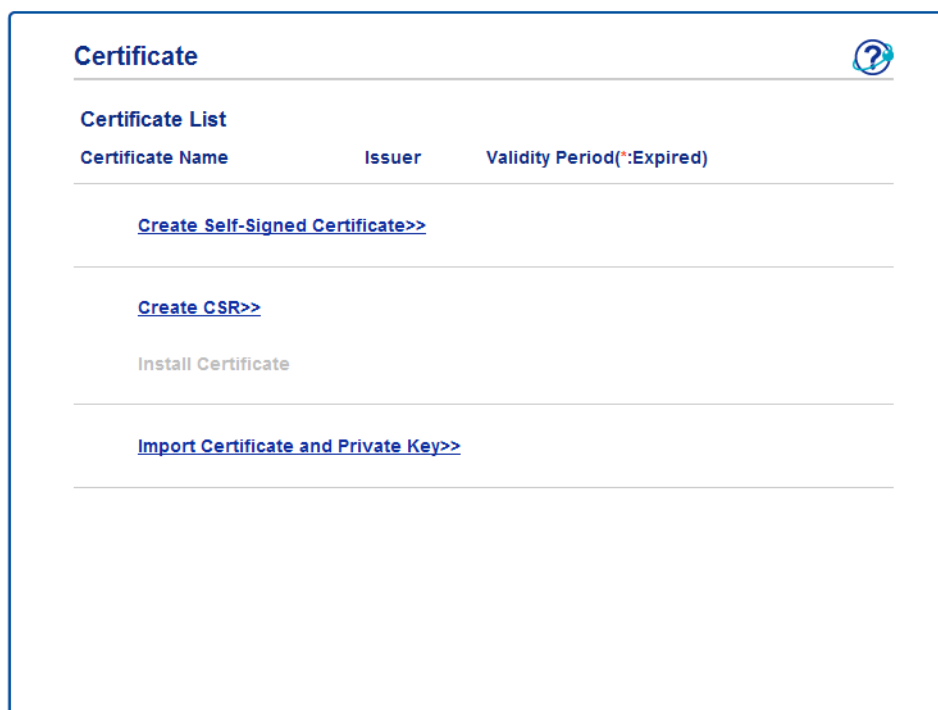 Certificate
?
Certificate List
Certificate Name Issuer Validity Period(*:Expired)
Create Self-Signed Certificate>>
Create CSR>>
Install Certificate
Import Certificate and Private Key>>